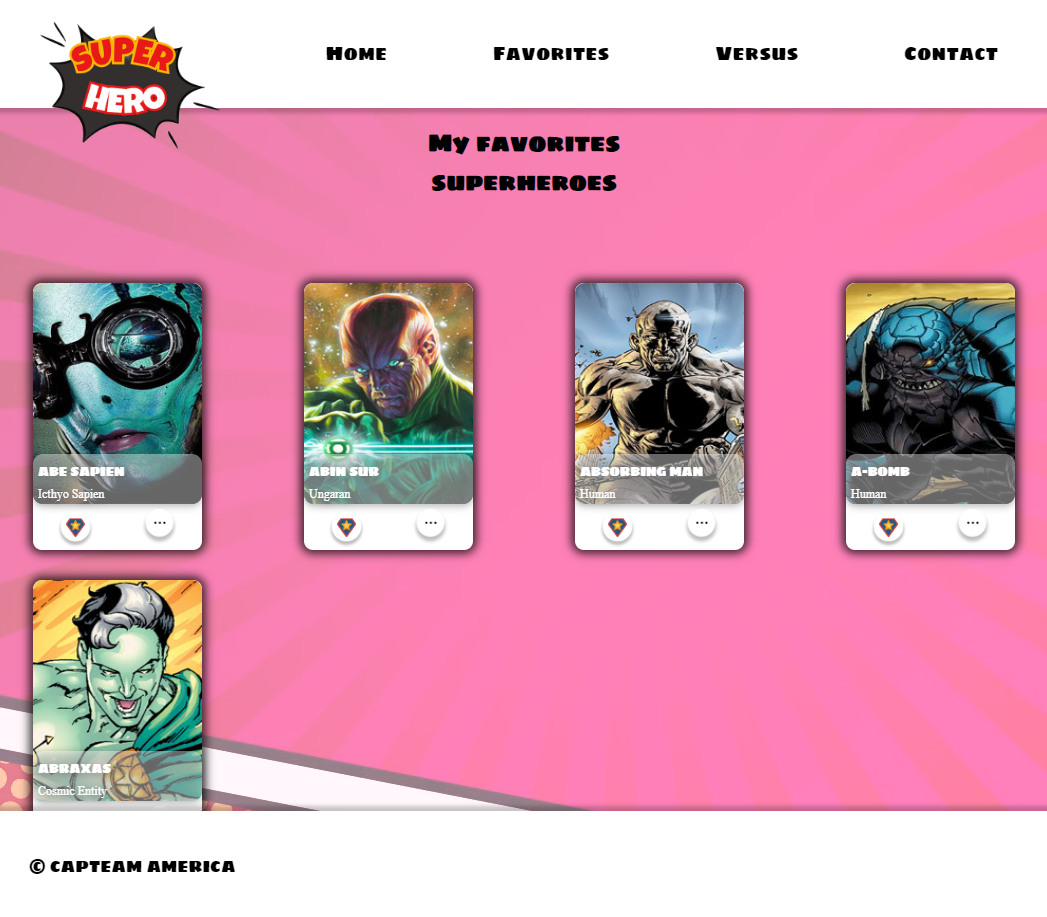 SUPER
HERO
Home
Favorites
Versus
Contact
My favorites
superheroes
ABE SAPIEN
Icthyo Sapien
ABIN SUR
Ungaran
ABSORBING MAN
Human
A-BOMB
Human
ABRAXAS
Cosmic Entity
© CAPTEAM AMERICA